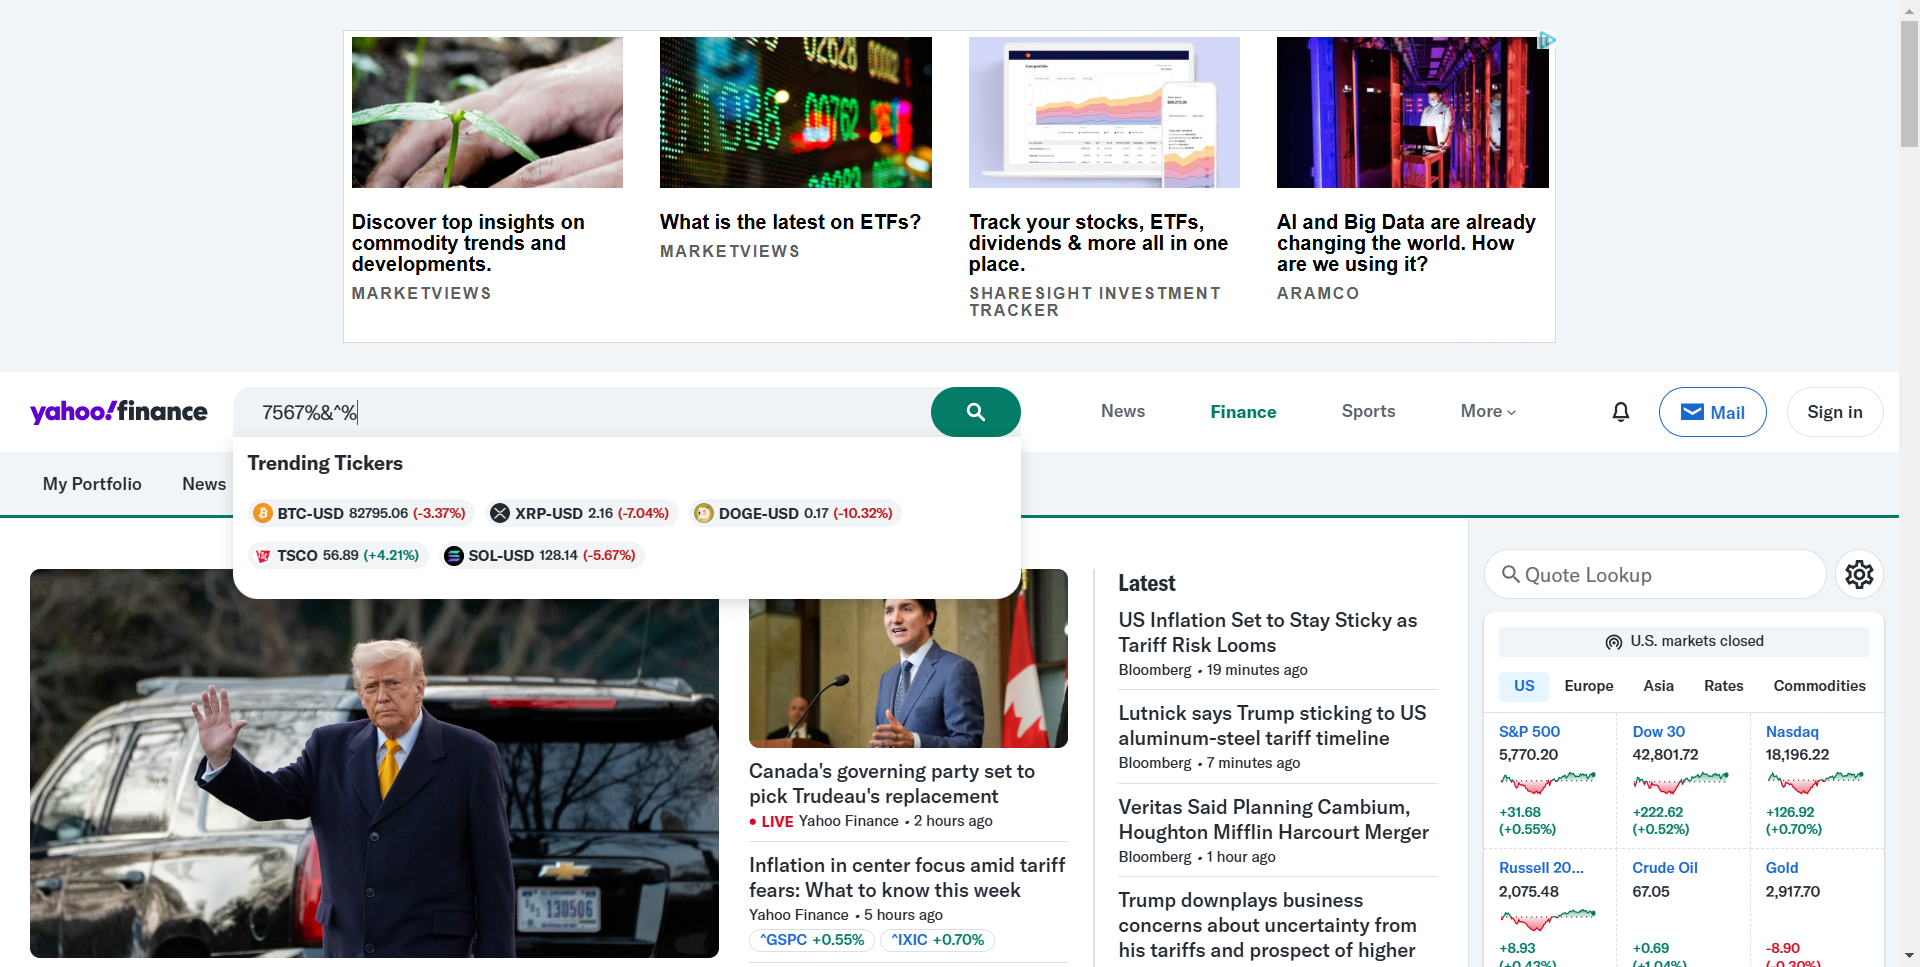 Discover top insights on
commodity trends and
developments.
MARKETVIEWS
What is the latest on ETFs?
MARKETVIEWS
Track your stocks, ETFs,
dividends & more all in one
place.
SHARESIGHT INVESTMENT
TRACKER
AI and Big Data are already
changing the world. How
are we using it?
ARAMCO
yahoo!finance
7567%&^%
News
Finance
Sports
More
Mail
Sign in
My Portfolio
News
Trending Tickers
BTC-USD 82795.06 (-3.37%)
XRP-USD 2.16 (-7.04%)
DOGE-USD 0.17 (-10.32%)
TSCO 56.89 (+4.21%)
SOL-USD 128.14 (-5.67%)
130506
Canada's governing party set to
pick Trudeau's replacement
LIVE Yahoo Finance • 2 hours ago
Inflation in center focus amid tariff
fears: What to know this week
Yahoo Finance • 5 hours ago
^GSPC +0.55%
^IXIC +0.70%
Latest
US Inflation Set to Stay Sticky as
Tariff Risk Looms
Bloomberg • 19 minutes ago
Lutnick says Trump sticking to US
aluminum-steel tariff timeline
Bloomberg • 7 minutes ago
Veritas Said Planning Cambium,
Houghton Mifflin Harcourt Merger
Bloomberg • 1 hour ago
Trump downplays business
concerns about uncertainty from
his tariffs and prospect of higher
Quote Lookup
U.S. markets closed
US
Europe
Asia
Rates
Commodities
S&P 500
5,770.20
+31.68
(+0.55%)
Dow 30
42,801.72
+222.62
(+0.52%)
Nasdaq
18,196.22
+126.92
(+0.70%)
Russell 20...
2,075.48
+8.93
(+0.43%)
Crude Oil
67.05
+0.69
(+1.04%)
Gold
2,917.70
-8.90
(-0.30%)